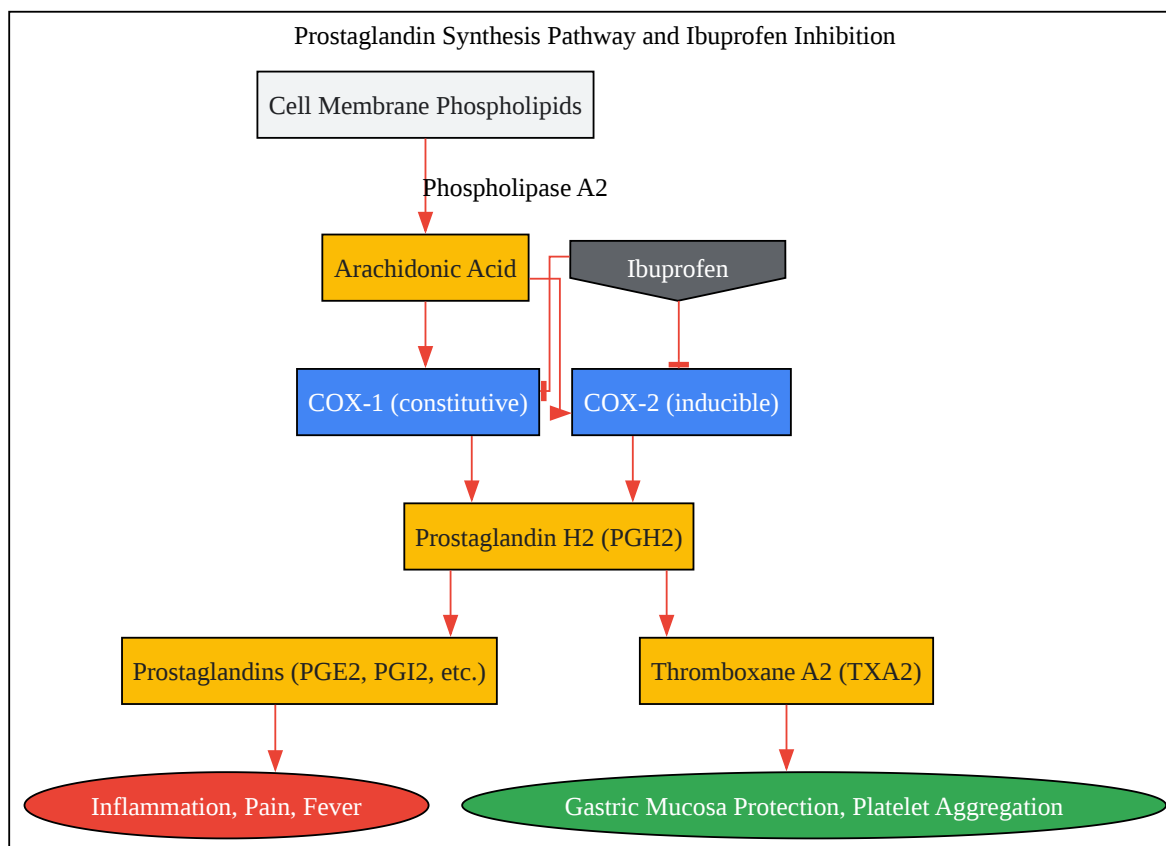 Prostaglandin Synthesis Pathway and Ibuprofen Inhibition
Cell Membrane Phospholipids
Phospholipase A2
Arachidonic Acid
Ibuprofen
COX-1 (constitutive)
COX-2 (inducible)
Prostaglandin H2 (PGH2)
Prostaglandins (PGE2, PGI2, etc.)
Thromboxane A2 (TXA2)
Inflammation, Pain, Fever
Gastric Mucosa Protection, Platelet Aggregation